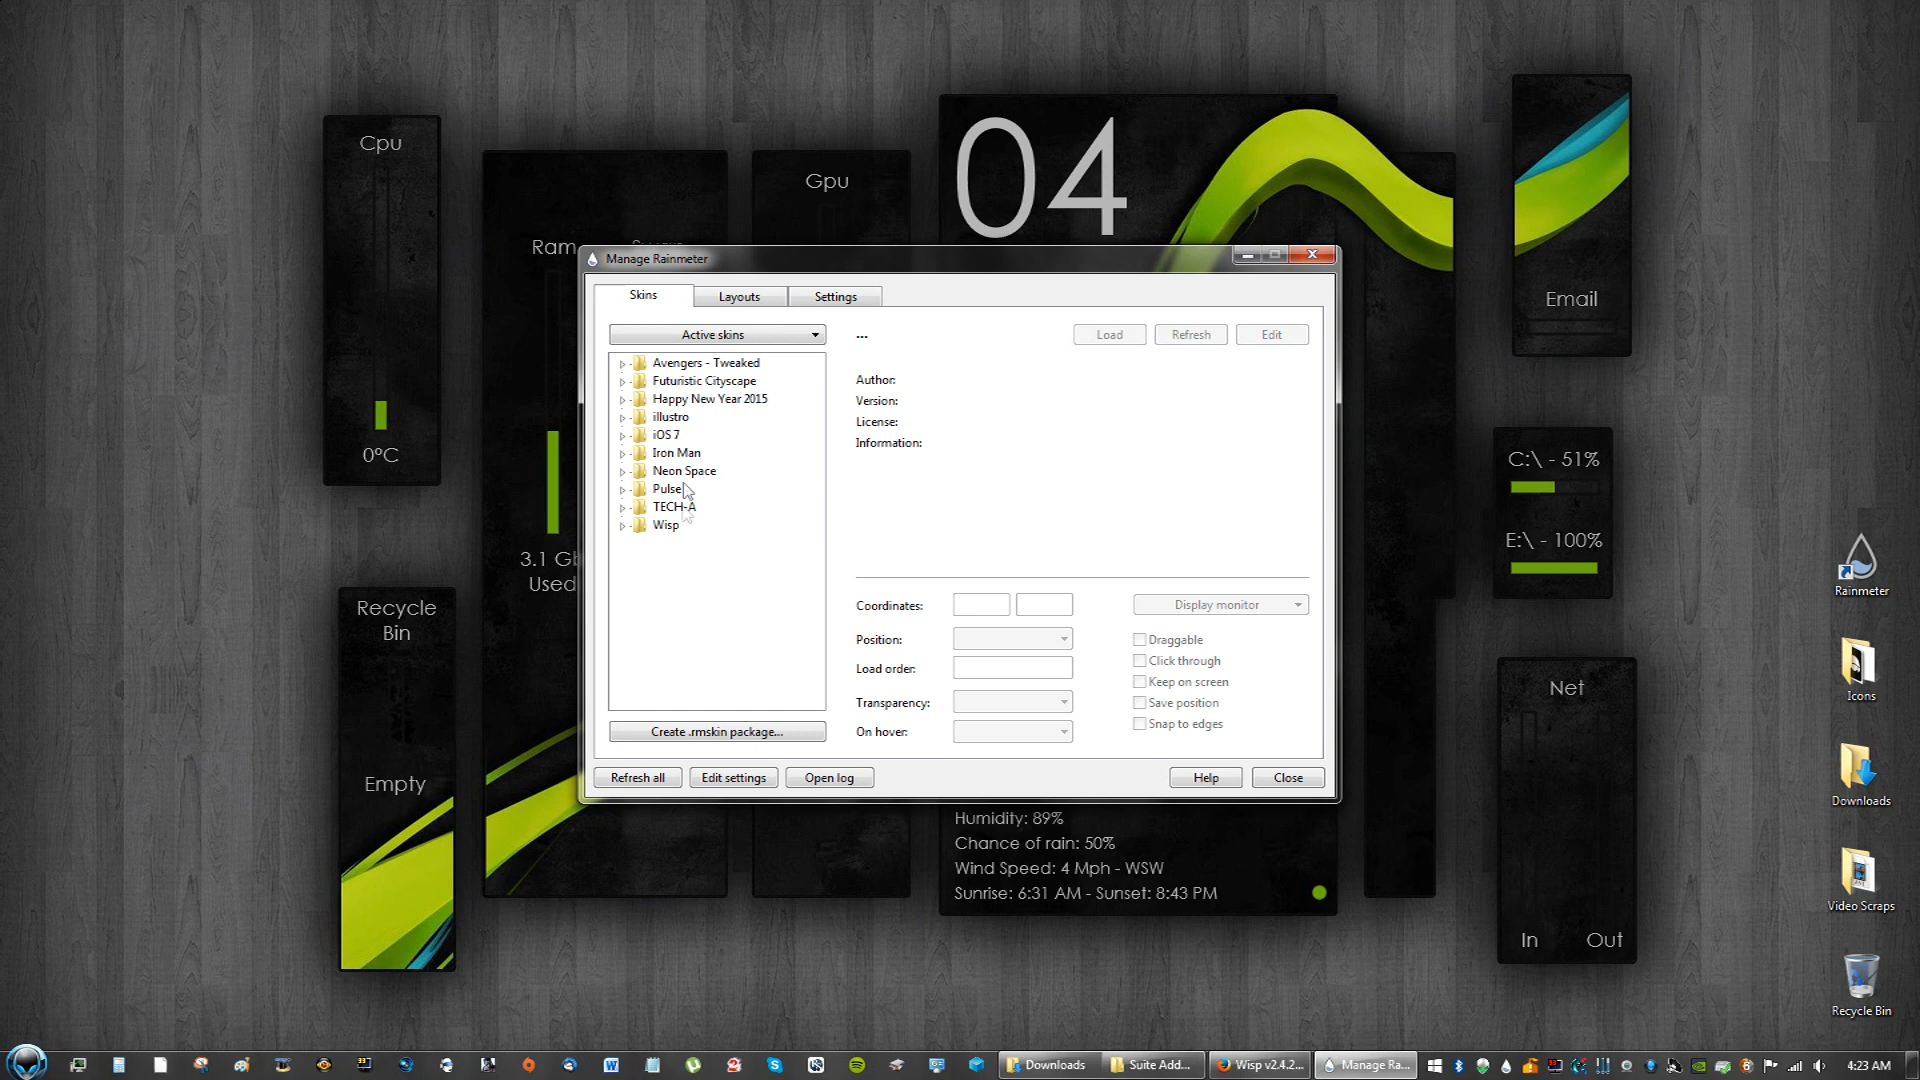 Cpu
0°C
Ram
Gpu
04
Email
C:\ - 51%
E:\ - 100%
3.1 Gb
Used
Recycle
Bin
Empty
Net
In
Out
Humidity: 89%
Chance of rain: 50%
Wind Speed: 4 Mph - WSW
Sunrise: 6:31 AM - Sunset: 8:43 PM
Manage Rainmeter
Skins
Layouts
Settings
Active skins
...
Load
Refresh
Edit
Avengers - Tweaked
Futuristic Cityscape
Happy New Year 2015
illustro
iOS 7
Iron Man
Neon Space
Pulse
TECH-A
Wisp
Author:
Version:
License:
Information:
Coordinates:
Display monitor
Position:
Load order:
Transparency:
On hover:
Draggable
Click through
Keep on screen
Save position
Snap to edges
Create .rmskin package...
Refresh all
Edit settings
Open log
Help
Close
Rainmeter
Icons
Downloads
Video Scraps
Recycle Bin
Downloads
Suite Add...
Wisp v2.4.2...
Manage Ra...
4:23 AM